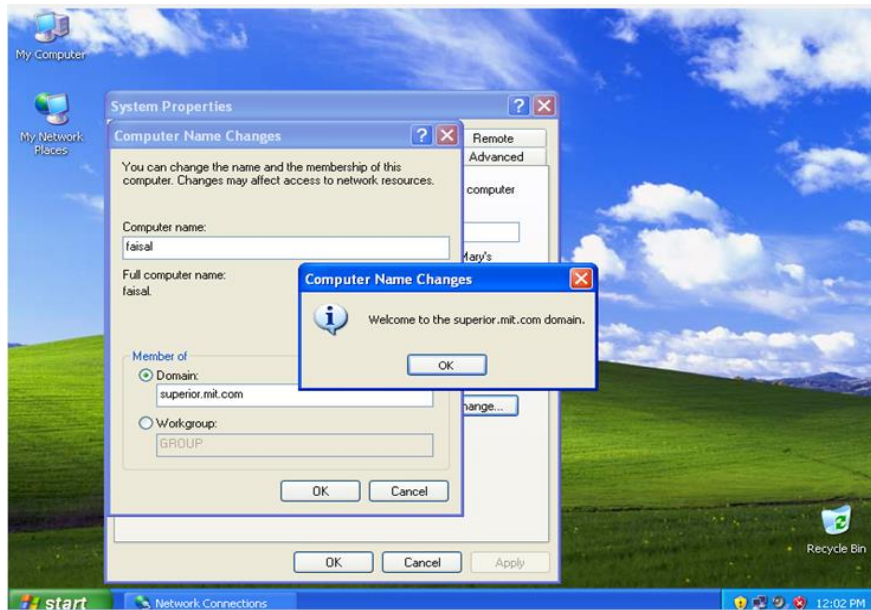 My Computer
My Network
Places
System Properties
Computer Name Changes
Remote
Advanced
You can change the name and the membership of this
computer. Changes may affect access to network resources.
computer
Computer name:
faisal
Mary's
Full computer name:
faisal.
Computer Name Changes
Welcome to the superior.mit.com domain.
OK
Member of
Domain:
superior.mit.com
hange...
Workgroup:
GROUP
OK
Cancel
OK
Cancel
Apply
Recycle Bin
start
Network Connections
12:02 PM